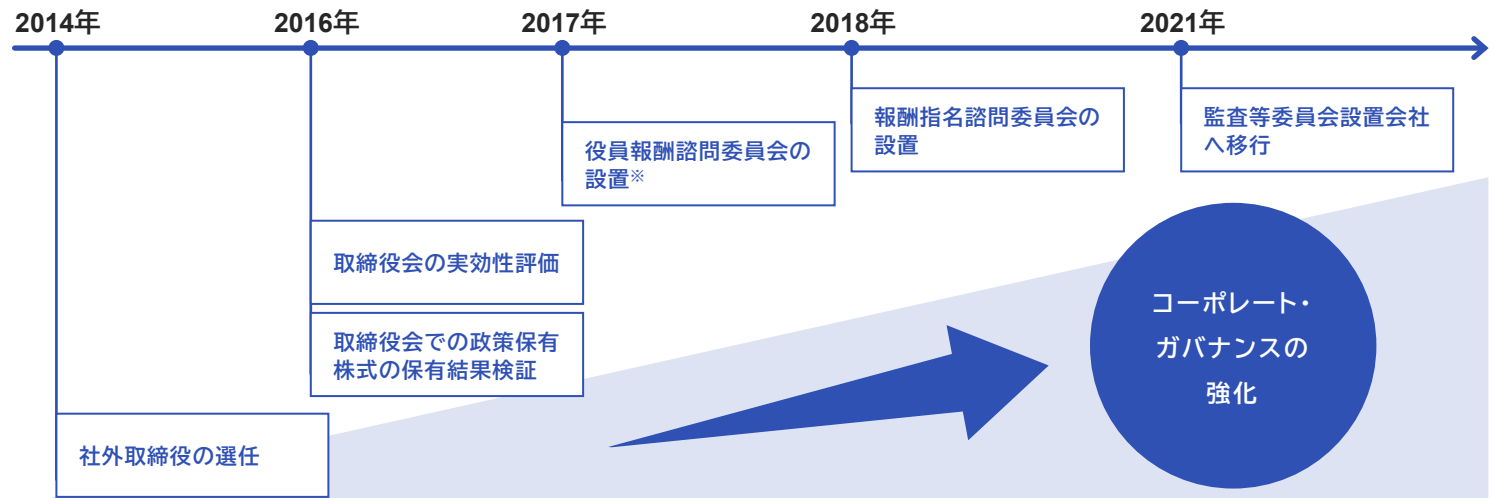 2014年
2016年
2017年
2018年
2021年
報酬指名諮問委員会の
設置
監査等委員会設置会社
へ移行
役員報酬諮問委員会の
設置※
取締役会の実効性評価
取締役会での政策保有
株式の保有結果検証
社外取締役の選任
コーポレート・
ガバナンスの
強化